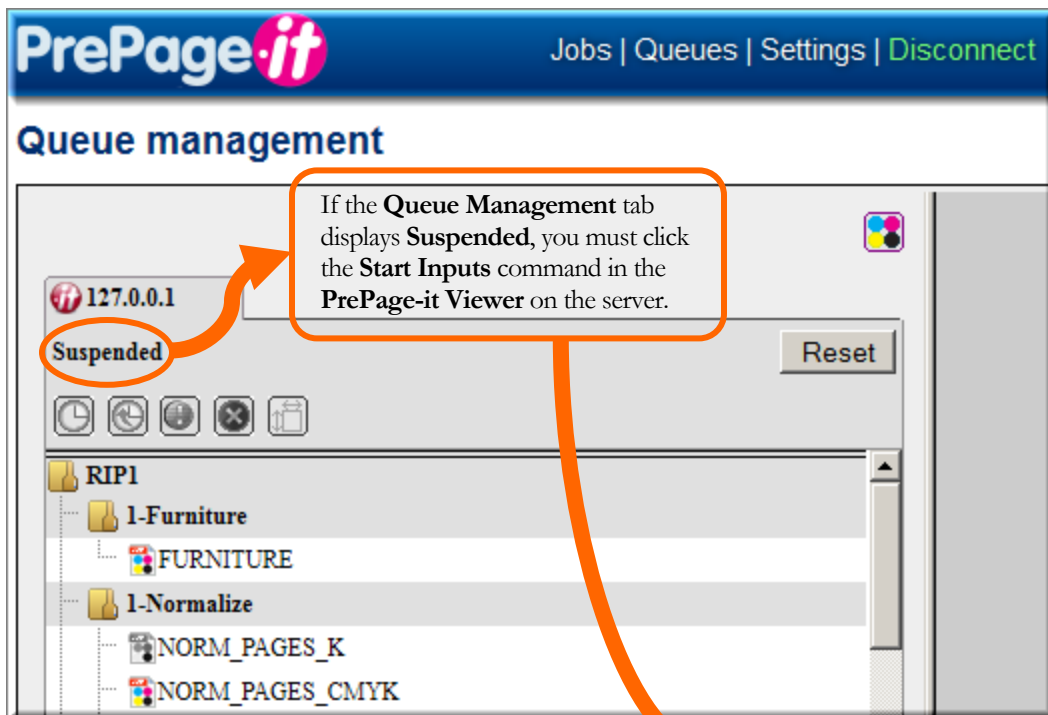 PrePage-it
Jobs | Queues | Settings | Disconnect
Queue management
If the Queue Management tab
displays Suspended, you must click
the Start Inputs command in the
PrePage-it Viewer on the server.
it 127.0.0.1
Suspended
Reset
RIP1
1-Furniture
FURNITURE
1-Normalize
NORM_PAGES_K
NORM_PAGES_CMYK